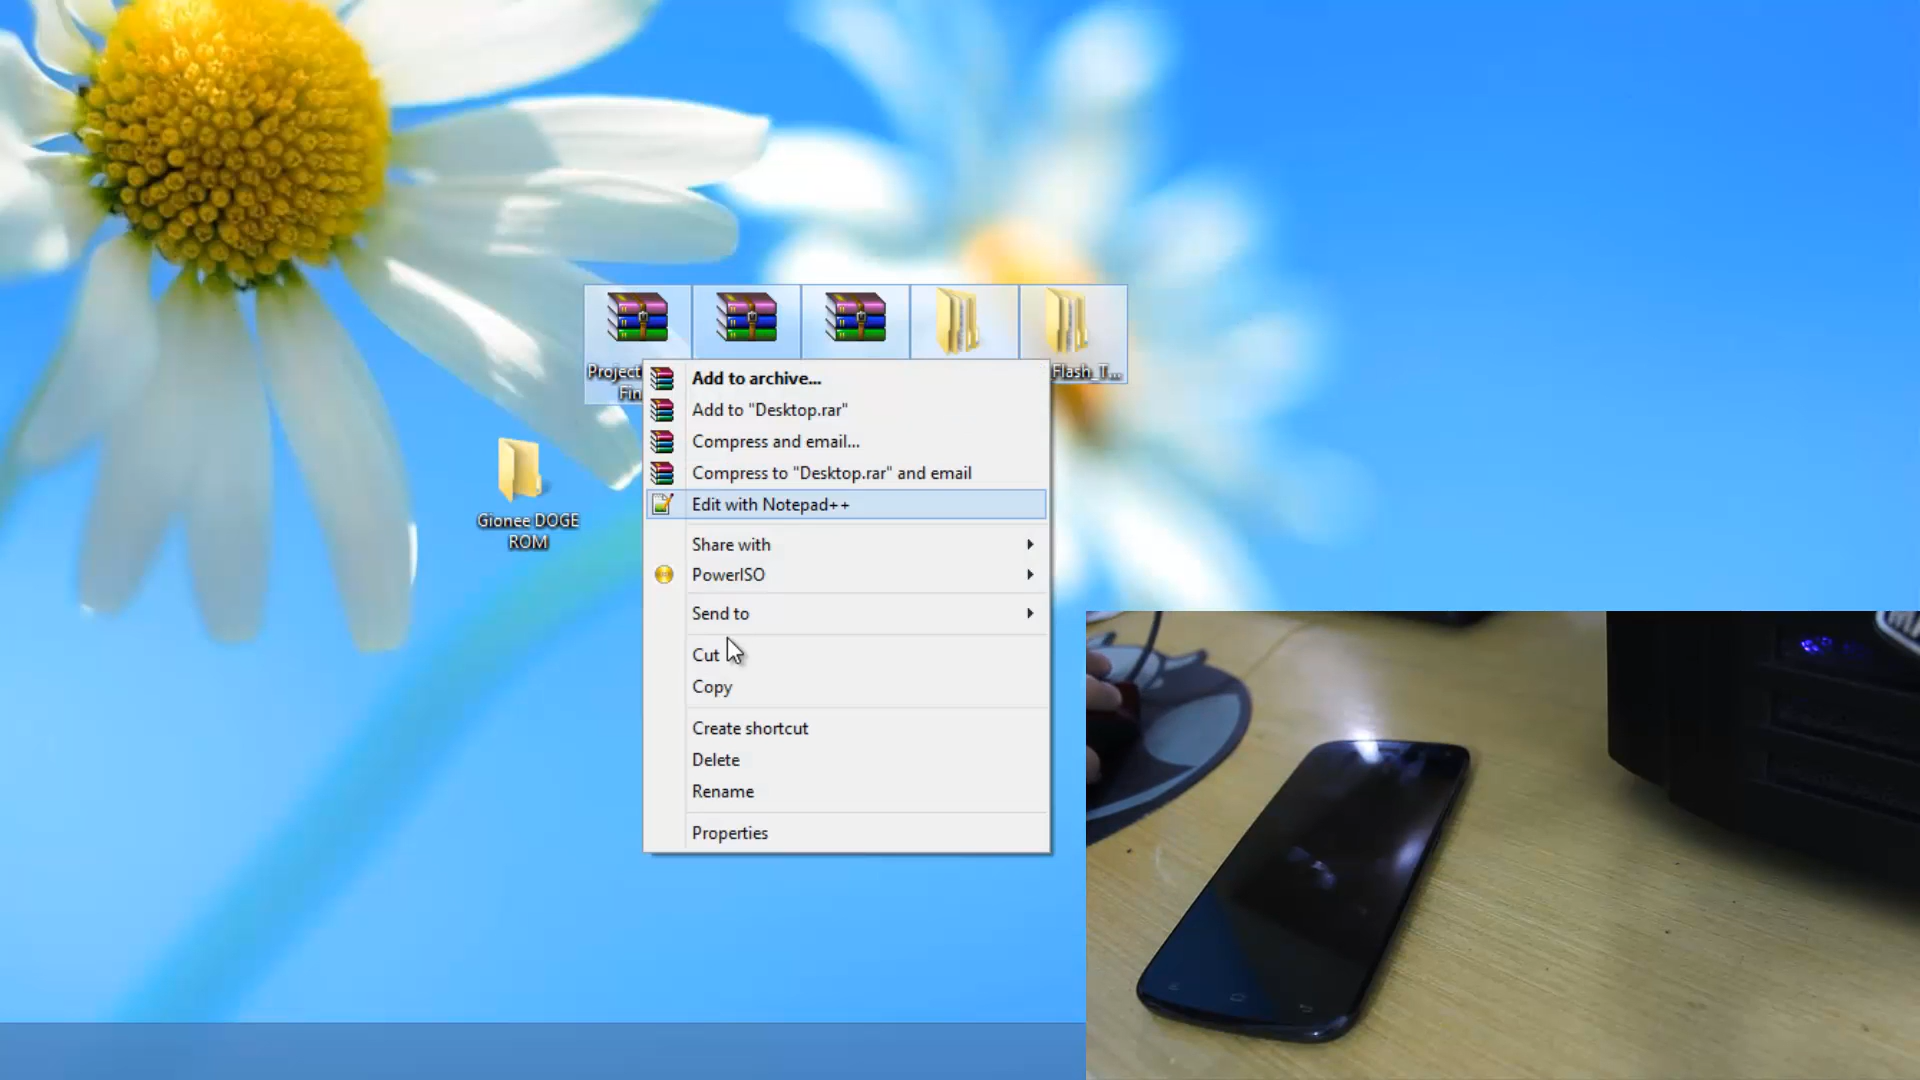 Project
Fin
Flash_T...
Gionee DOGE
ROM
Add to archive...
Add to "Desktop.rar"
Compress and email...
Compress to "Desktop.rar" and email
Edit with Notepad++
Share with
PowerISO
Send to
Cut
Copy
Create shortcut
Delete
Rename
Properties